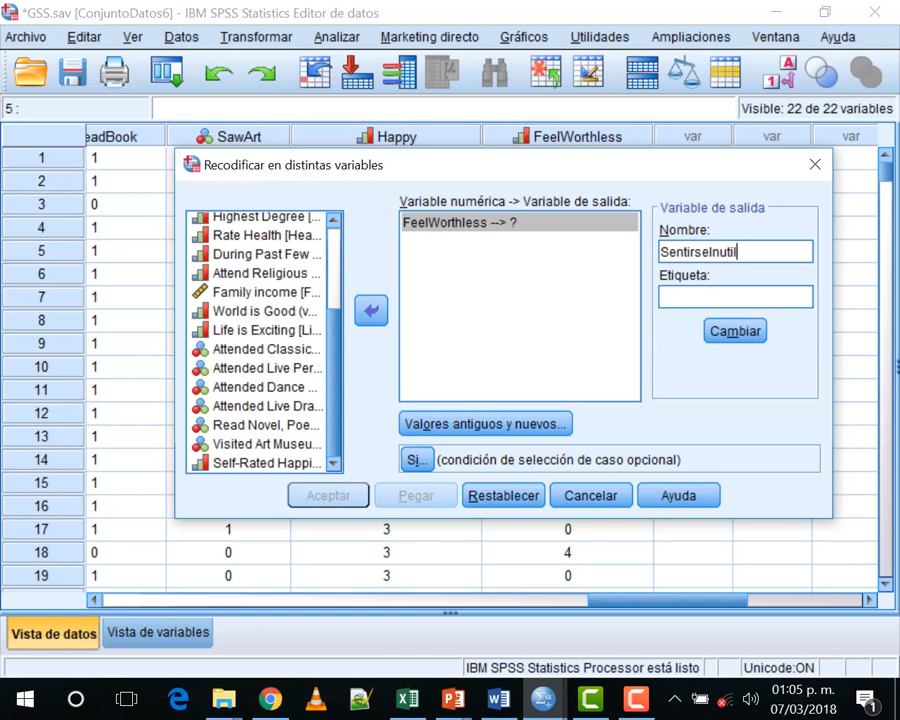 *GSS.sav [ConjuntoDatos6] - IBM SPSS Statistics Editor de datos
Archivo Editar Ver Datos Transformar Analizar Marketing directo Gráficos Utilidades Ampliaciones Ventana Ayuda
5 :
Visible: 22 de 22 variables
eadBook SawArt Happy FeelWorthless var var var
1 1
2 1
3 0
4 1
5 1
6 1
7 1
8 1
9 1
10 1
11 1
12 1
13 1
14 1
15 1
16 1
17 1 1 3 0
18 0 0 3 4
19 1 0 3 0
Recodificar en distintas variables
Highest Degree [...
Rate Health [Hea...
During Past Few ...
Attend Religious ...
Family income [F...
World is Good (v...
Life is Exciting [Li...
Attended Classic...
Attended Live Per...
Attended Dance ...
Attended Live Dra...
Read Novel, Poe...
Visited Art Museu...
Self-Rated Happi...
Variable numérica -> Variable de salida:
FeelWorthless --> ?
Variable de salida
Nombre:
SentirseInutil
Etiqueta:
Cambiar
Valores antiguos y nuevos...
Si... (condición de selección de caso opcional)
Aceptar Pegar Restablecer Cancelar Ayuda
Vista de datos Vista de variables
IBM SPSS Statistics Processor está listo
Unicode:ON
01:05 p. m.
07/03/2018
1